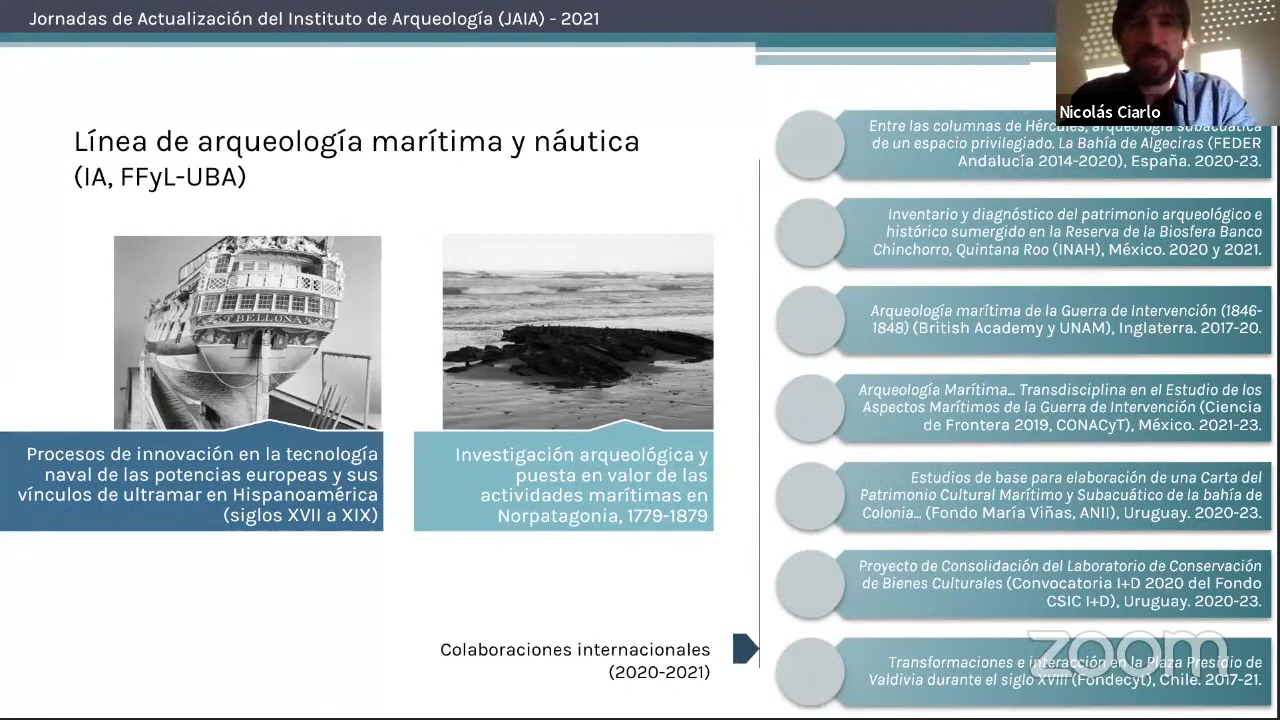 Jornadas de Actualización del Instituto de Arqueología (JAIA) - 2021
Nicolás Ciarlo
Línea de arqueología marítima y náutica
(IA, FFyL-UBA)
BELLONA
Procesos de innovación en la tecnología
naval de las potencias europeas y sus
vínculos de ultramar en Hispanoamérica
(siglos XVII a XIX)
Investigación arqueológica y
puesta en valor de las
actividades marítimas en
Norpatagonia, 1779-1879
Colaboraciones internacionales
(2020-2021)
Entre las columnas de Hércules, arqueología subacuática
de un espacio privilegiado. La Bahía de Algeciras (FEDER
Andalucía 2014-2020), España. 2020-23.
Inventario y diagnóstico del patrimonio arqueológico e
histórico sumergido en la Reserva de la Biosfera Banco
Chinchorro, Quintana Roo (INAH), México. 2020 y 2021.
Arqueología marítima de la Guerra de Intervención (1846-
1848) (British Academy y UNAM), Inglaterra. 2017-20.
Arqueología Marítima... Transdisciplina en el Estudio de los
Aspectos Marítimos de la Guerra de Intervención (Ciencia
de Frontera 2019, CONACyT), México. 2021-23.
Estudios de base para elaboración de una Carta del
Patrimonio Cultural Marítimo y Subacuático de la bahía de
Colonia... (Fondo María Viñas, ANII), Uruguay. 2020-23.
Proyecto de Consolidación del Laboratorio de Conservación
de Bienes Culturales (Convocatoria I+D 2020 del Fondo
CSIC I+D), Uruguay. 2020-23.
Transformaciones e interacción en la Plaza Presidio de
Valdivia durante el siglo XVIII (Fondecyt), Chile. 2017-21.
zoom